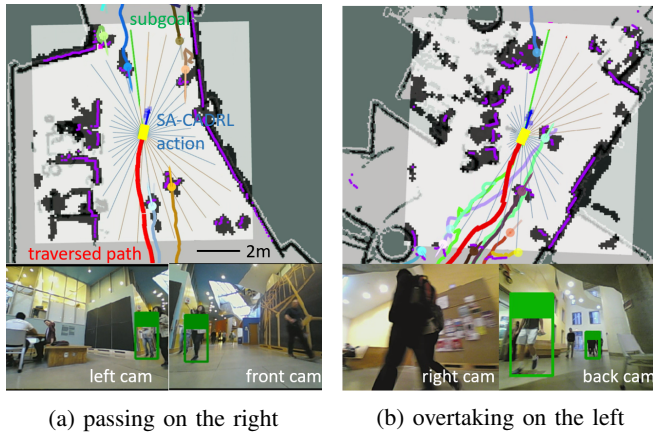 subgoal
SA-CADRL
action
traversed path
2m
left cam
front cam
right cam
back cam
(a) passing on the right
(b) overtaking on the left